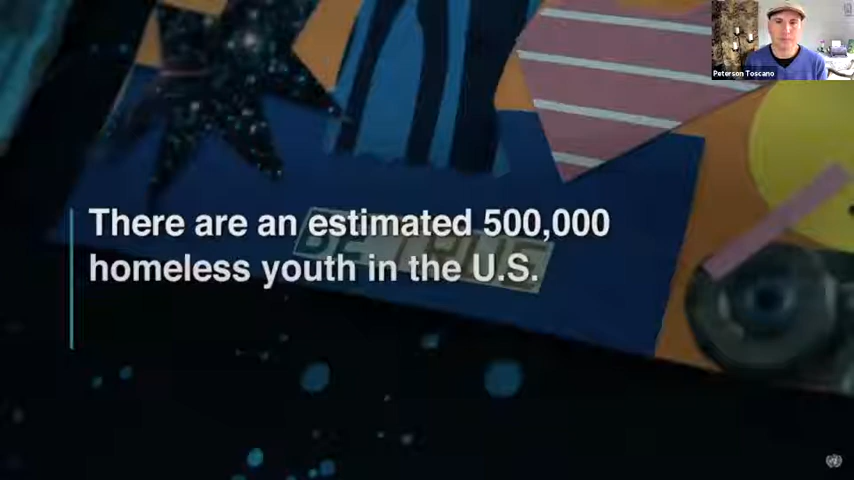 Peterson Toscano
There are an estimated 500,000
homeless youth in the U.S.